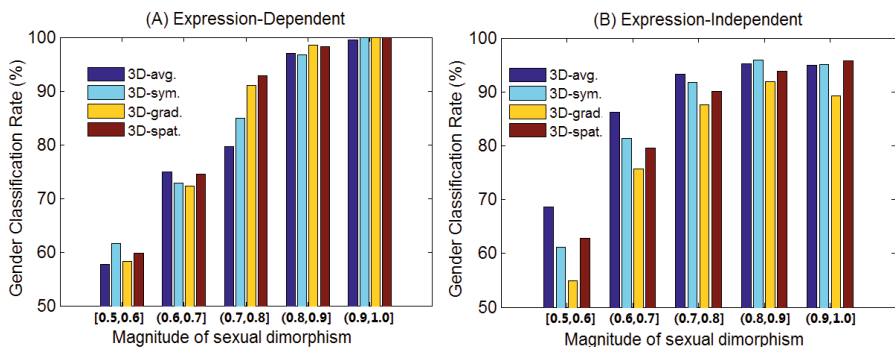 (A) Expression-Dependent
Gender Classification Rate (%)
100
90
80
70
60
50
3D-avg.
3D-sym.
3D-grad.
3D-spat.
[0.5,0.6] (0.6,0.7] (0.7,0.8] (0.8,0.9] (0.9,1.0]
Magnitude of sexual dimorphism
(B) Expression-Independent
Gender Classification Rate (%)
100
90
80
70
60
50
3D-avg.
3D-sym.
3D-grad.
3D-spat.
[0.5,0.6] (0.6,0.7] (0.7,0.8] (0.8,0.9] (0.9,1.0]
Magnitude of sexual dimorphism